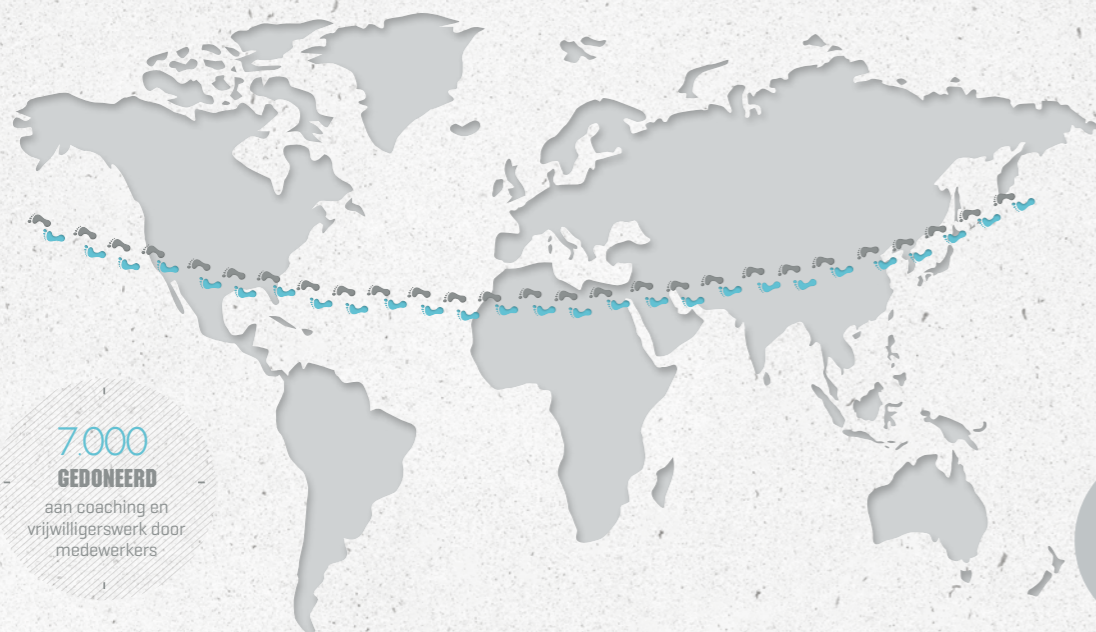 7.000
GEDONEERD
aan coaching en
vrijwilligerswerk door
medewerkers